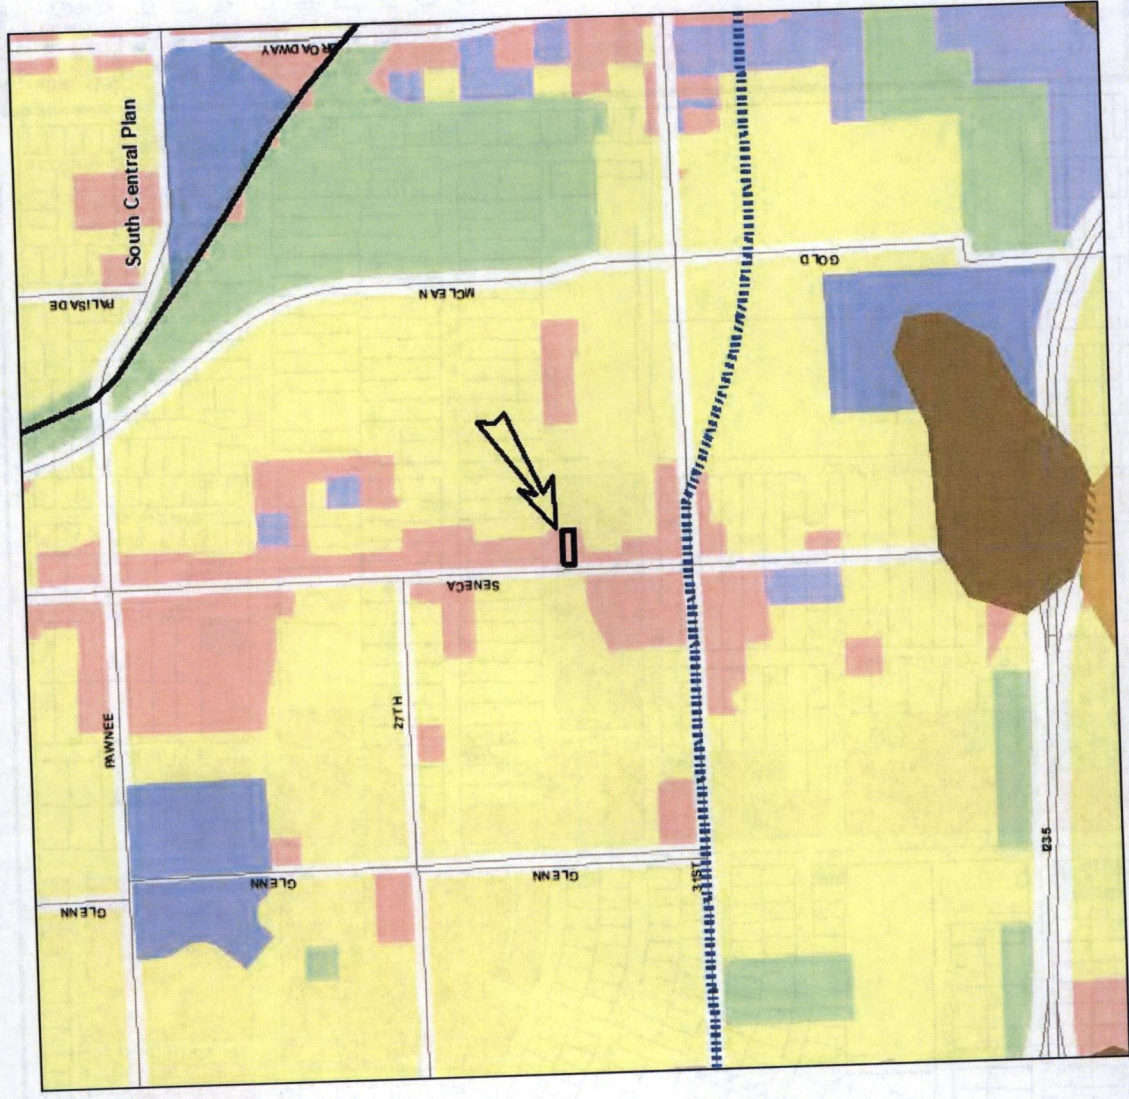 BROADWAY
South Central Plan
GOLD
MCLEAN
PALISADE
SENECA
27TH
PAWNEE
I235
GLENN
31ST
GLENN
GLENN